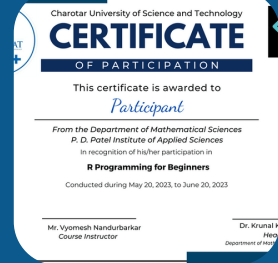 Charotar University of Science and Technology
CERTIFICATE
OF PARTICIPATION
This certificate is awarded to
Participant
From the Department of Mathematical Sciences
P. D. Patel Institute of Applied Sciences
In recognition of his/her participation in
R Programming for Beginners
Conducted during May 20, 2023, to June 20, 2023
Mr. Vyomesh Nandurbarkar
Course Instructor
Dr. Krunal
Department of